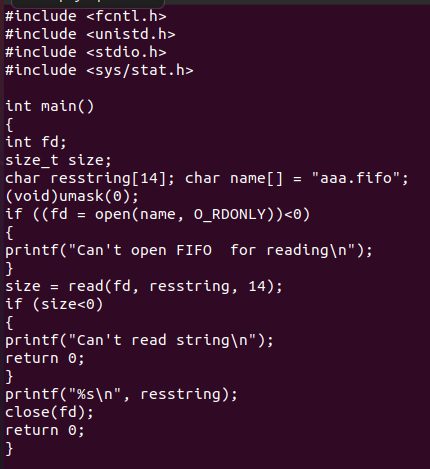 #include <fcntl.h>
#include <unistd.h>
#include <stdio.h>
#include <sys/stat.h>

int main()
{
int fd;
size_t size;
char resstring[14]; char name[] = "aaa.fifo";
(void)umask(0);
if ((fd = open(name, O_RDONLY))<0)
{
printf("Can't open FIFO  for reading\n");
}
size = read(fd, resstring, 14);
if (size<0)
{
printf("Can't read string\n");
return 0;
}
printf("%s\n", resstring);
close(fd);
return 0;
}